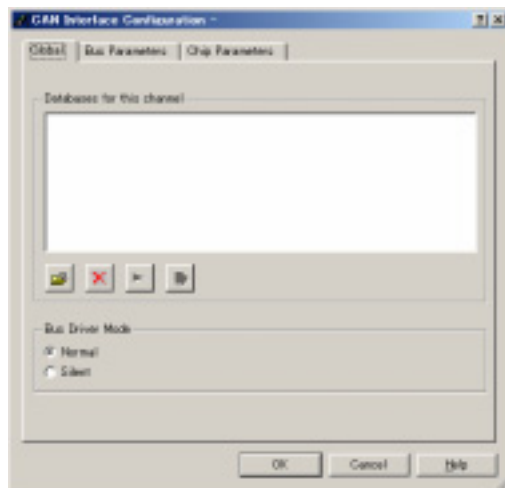 CAN Interface Configuration -
Global
Bus Parameters
Chip Parameters
Databases for this channel
Bus Driver Mode
Normal
Silent
OK
Cancel
Help